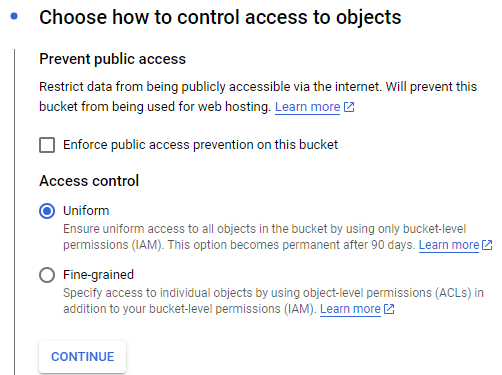 Choose how to control access to objects
Prevent public access
Restrict data from being publicly accessible via the internet. Will prevent this
bucket from being used for web hosting. Learn more
Enforce public access prevention on this bucket
Access control
Uniform
Ensure uniform access to all objects in the bucket by using only bucket-level
permissions (IAM). This option becomes permanent after 90 days. Learn more
Fine-grained
Specify access to individual objects by using object-level permissions (ACLs) in
addition to your bucket-level permissions (IAM). Learn more
CONTINUE